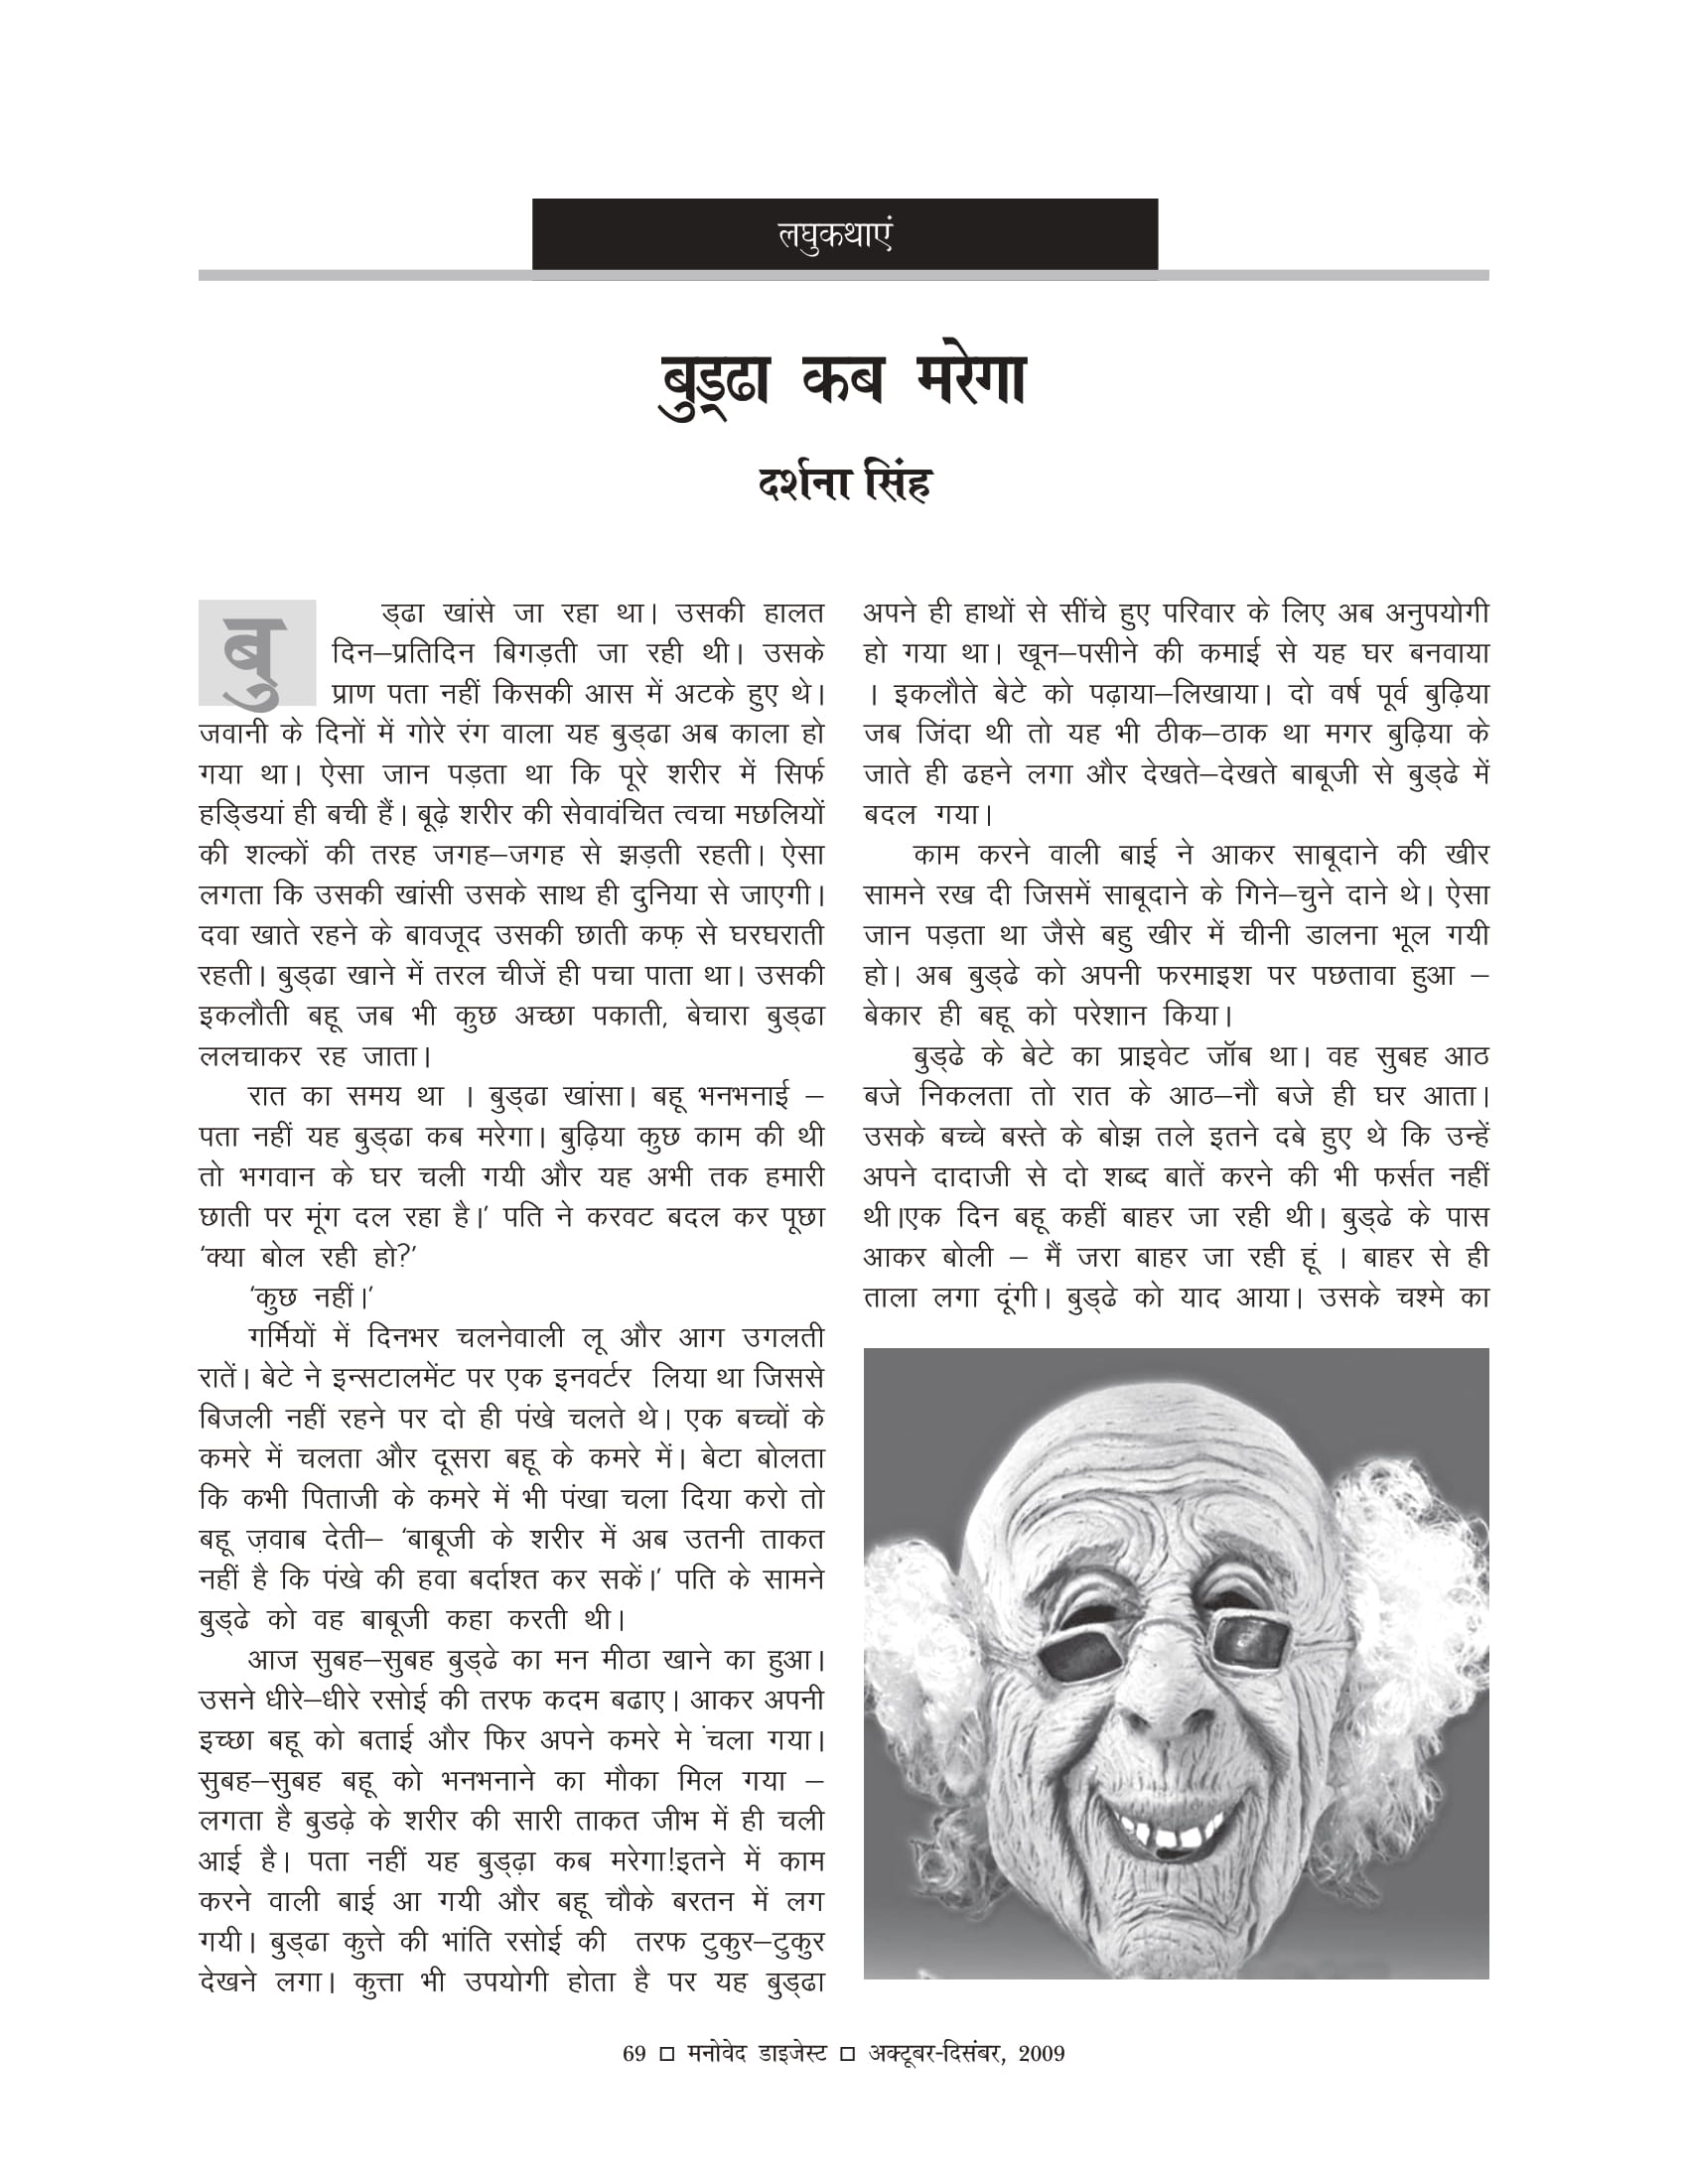 लघुकथाएं
बुड्ढा कब मरेगा
दर्शना सिंह
बुड्ढा खांसे जा रहा था। उसकी हालत
दिन–प्रतिदिन बिगड़ती जा रही थी। उसके
प्राण पता नहीं किसकी आस में अटके हुए थे।
जवानी के दिनों में गोरे रंग वाला यह बुड्ढा अब काला हो
गया था। ऐसा जान पड़ता था कि पूरे शरीर में सिर्फ
हडि्डयां ही बची हैं। बूढ़े शरीर की सेवावंचित त्वचा मछलियों
की शल्कों की तरह जगह–जगह से झड़ती रहती। ऐसा
लगता कि उसकी खांसी उसके साथ ही दुनिया से जाएगी।
दवा खाते रहने के बावजूद उसकी छाती कफ़ से घरघराती
रहती। बुड्ढा खाने में तरल चीजें ही पचा पाता था। उसकी
इकलौती बहू जब भी कुछ अच्छा पकाती, बेचारा बुड्ढा
ललचाकर रह जाता।
रात का समय था । बुड्ढा खांसा। बहू भनभनाई –
पता नहीं यह बुड्ढा कब मरेगा। बुढ़िया कुछ काम की थी
तो भगवान के घर चली गयी और यह अभी तक हमारी
छाती पर मूंग दल रहा है।’ पति ने करवट बदल कर पूछा
‘क्या बोल रही हो?’
‘कुछ नहीं।’
गर्मियों में दिनभर चलनेवाली लू और आग उगलती
रातें। बेटे ने इन्सटालमेंट पर एक इनवर्टर लिया था जिससे
बिजली नहीं रहने पर दो ही पंखे चलते थे। एक बच्चों के
कमरे में चलता और दूसरा बहू के कमरे में। बेटा बोलता
कि कभी पिताजी के कमरे में भी पंखा चला दिया करो तो
बहू ज़वाब देती– ‘बाबूजी के शरीर में अब उतनी ताकत
नहीं है कि पंखे की हवा बर्दाश्त कर सकें।’ पति के सामने
बुड्ढे को वह बाबूजी कहा करती थी।
आज सुबह–सुबह बुड्ढे का मन मीठा खाने का हुआ।
उसने धीरे–धीरे रसोई की तरफ कदम बढाए। आकर अपनी
इच्छा बहू को बताई और फिर अपने कमरे मे ंचला गया।
सुबह–सुबह बहू को भनभनाने का मौका मिल गया –
लगता है बुडढ़े के शरीर की सारी ताकत जीभ में ही चली
आई है। पता नहीं यह बुड्ढ़ा कब मरेगा!इतने में काम
करने वाली बाई आ गयी और बहू चौके बरतन में लग
गयी। बुड्ढा कुत्ते की भांति रसोई की तरफ टुकुर–टुकुर
देखने लगा। कुत्ता भी उपयोगी होता है पर यह बुड्ढा
अपने ही हाथों से सींचे हुए परिवार के लिए अब अनुपयोगी
हो गया था। खून–पसीने की कमाई से यह घर बनवाया
। इकलौते बेटे को पढ़ाया–लिखाया। दो वर्ष पूर्व बुढ़िया
जब जिंदा थी तो यह भी ठीक–ठाक था मगर बुढ़िया के
जाते ही ढहने लगा और देखते–देखते बाबूजी से बुड्ढे में
बदल गया।
काम करने वाली बाई ने आकर साबूदाने की खीर
सामने रख दी जिसमें साबूदाने के गिने–चुने दाने थे। ऐसा
जान पड़ता था जैसे बहु खीर में चीनी डालना भूल गयी
हो। अब बुड्ढे को अपनी फरमाइश पर पछतावा हुआ –
बेकार ही बहू को परेशान किया।
बुड्ढे के बेटे का प्राइवेट जॉब था। वह सुबह आठ
बजे निकलता तो रात के आठ–नौ बजे ही घर आता।
उसके बच्चे बस्ते के बोझ तले इतने दबे हुए थे कि उन्हें
अपने दादाजी से दो शब्द बातें करने की भी फर्सत नहीं
थी।एक दिन बहू कहीं बाहर जा रही थी। बुड्ढे के पास
आकर बोली – मैं जरा बाहर जा रही हूं । बाहर से ही
ताला लगा दूंगी। बुड्ढे को याद आया। उसके चश्मे का
69 □ मनोवेद डाइजेस्ट □ अक्टूबर-दिसंबर, 2009